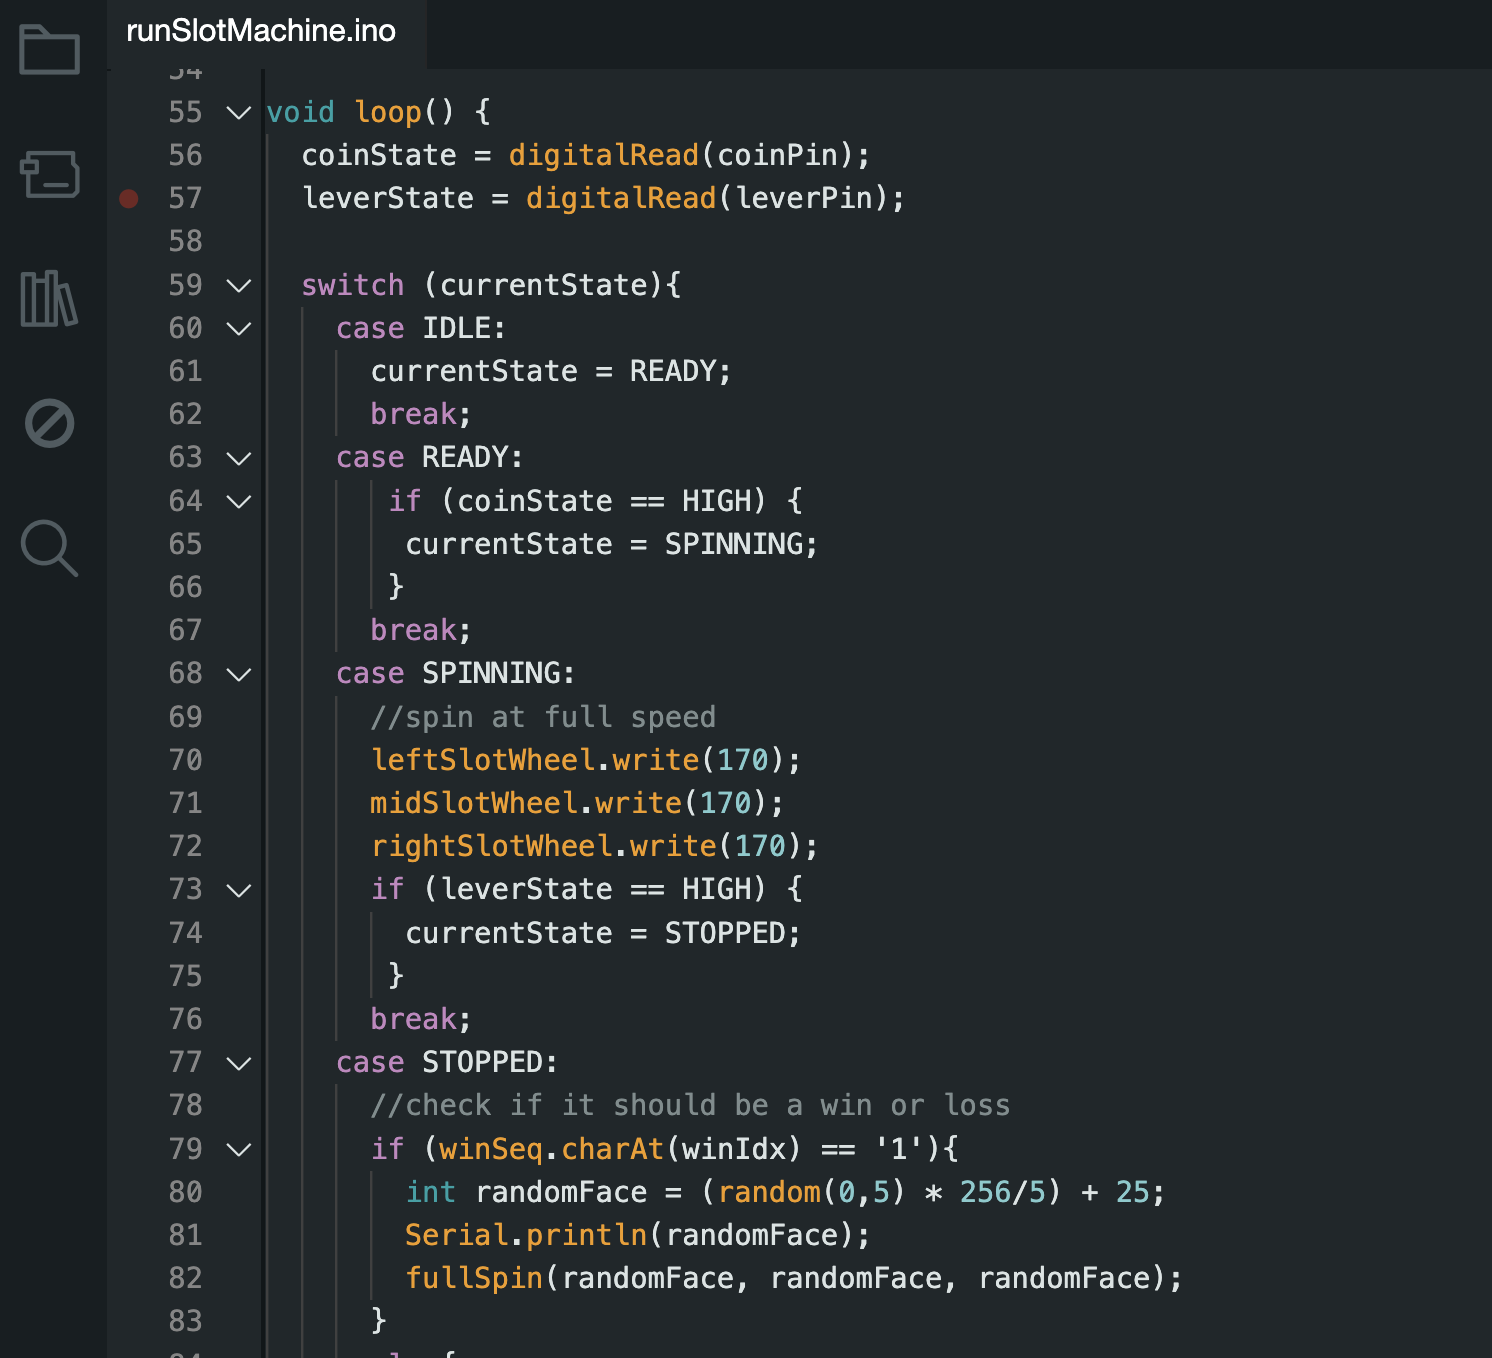 runSlotMachine.ino
54
55 void loop() {
56 coinState = digitalRead(coinPin);
57 leverState = digitalRead(leverPin);
58
59 switch (currentState){
60 case IDLE:
61 currentState = READY;
62 break;
63 case READY:
64 if (coinState == HIGH) {
65 currentState = SPINNING;
66 }
67 break;
68 case SPINNING:
69 //spin at full speed
70 leftSlotWheel.write(170);
71 midSlotWheel.write(170);
72 rightSlotWheel.write(170);
73 if (leverState == HIGH) {
74 currentState = STOPPED;
75 }
76 break;
77 case STOPPED:
78 //check if it should be a win or loss
79 if (winSeq.charAt(winIdx) == '1'){
80 int randomFace = (random(0,5) * 256/5) + 25;
81 Serial.println(randomFace);
82 fullSpin(randomFace, randomFace, randomFace);
83 }